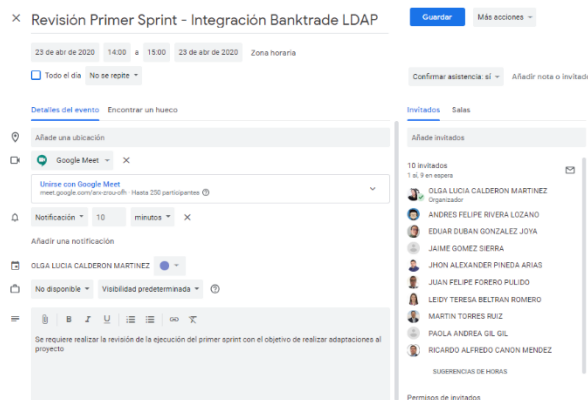 Revisión Primer Sprint - Integración Banktrade LDAP
Guardar
Más acciones
23 de abr de 2020 14:00 a 15:00 23 de abr de 2020 Zona horaria
Todo el día No se repite
Confirmar asistencia: sí
Añadir nota o invitado
Detalles del evento Encontrar un hueco
Añade una ubicación
Google Meet
Unirse con Google Meet
Hasta 250 participantes
Notificación 10 minutos
Añadir una notificación
OLGA LUCIA CALDERON MARTINEZ
No disponible Visibilidad predeterminada
B I U
Se requiere realizar la revisión de la ejecución del primer sprint con el objetivo de realizar adaptaciones al
proyecto
Invitados Salas
Añade invitados
10 invitados
1 sí, 9 en espera
OLGA LUCIA CALDERON MARTINEZ
Organizador
ANDRES FELIPE RIVERA LOZANO
EDUAR DUBAN GONZALEZ JOYA
JAIME GOMEZ SIERRA
JHON ALEXANDER PINEDA ARIAS
JUAN FELIPE FORERO PULIDO
LEIDY TERESA BELTRAN ROMERO
MARTIN TORRES RUIZ
PAOLA ANDREA GIL GIL
RICARDO ALFREDO CANON MENDEZ
SUGERENCIAS DE HORAS
Permisos de invitados